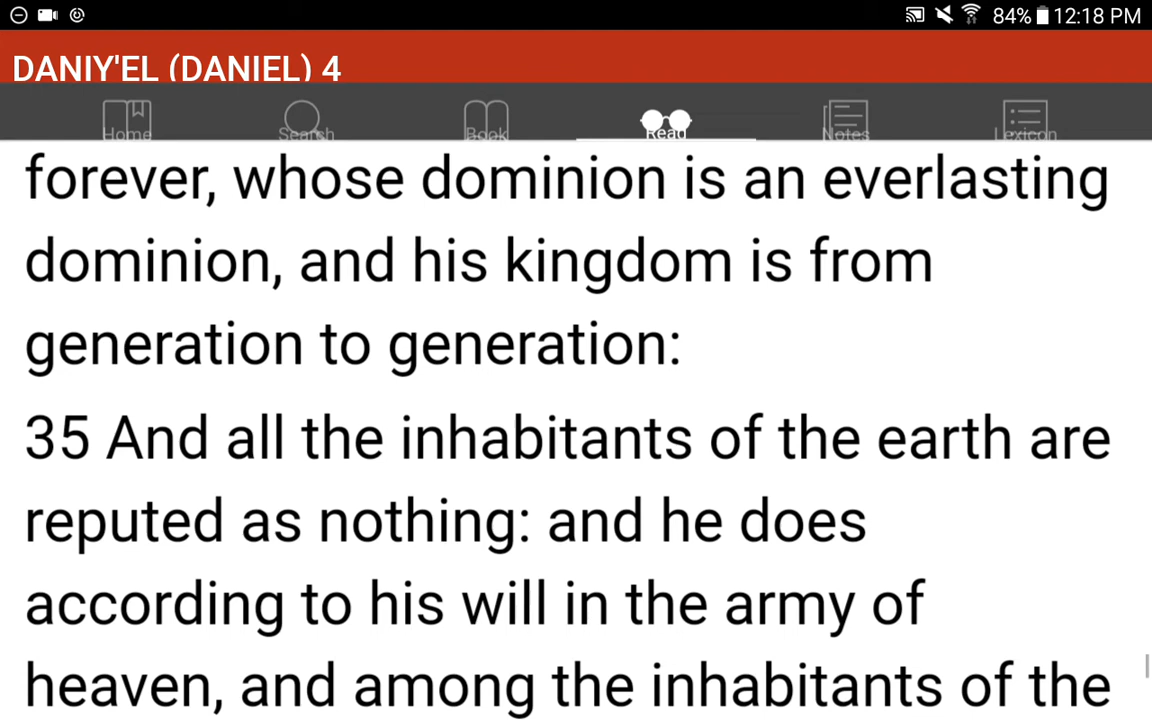 84% 12:18 PM
DANIY'EL (DANIEL) 4
Home Search Book Read Notes Lexicon
forever, whose dominion is an everlasting
dominion, and his kingdom is from
generation to generation:
35 And all the inhabitants of the earth are
reputed as nothing: and he does
according to his will in the army of
heaven, and among the inhabitants of the